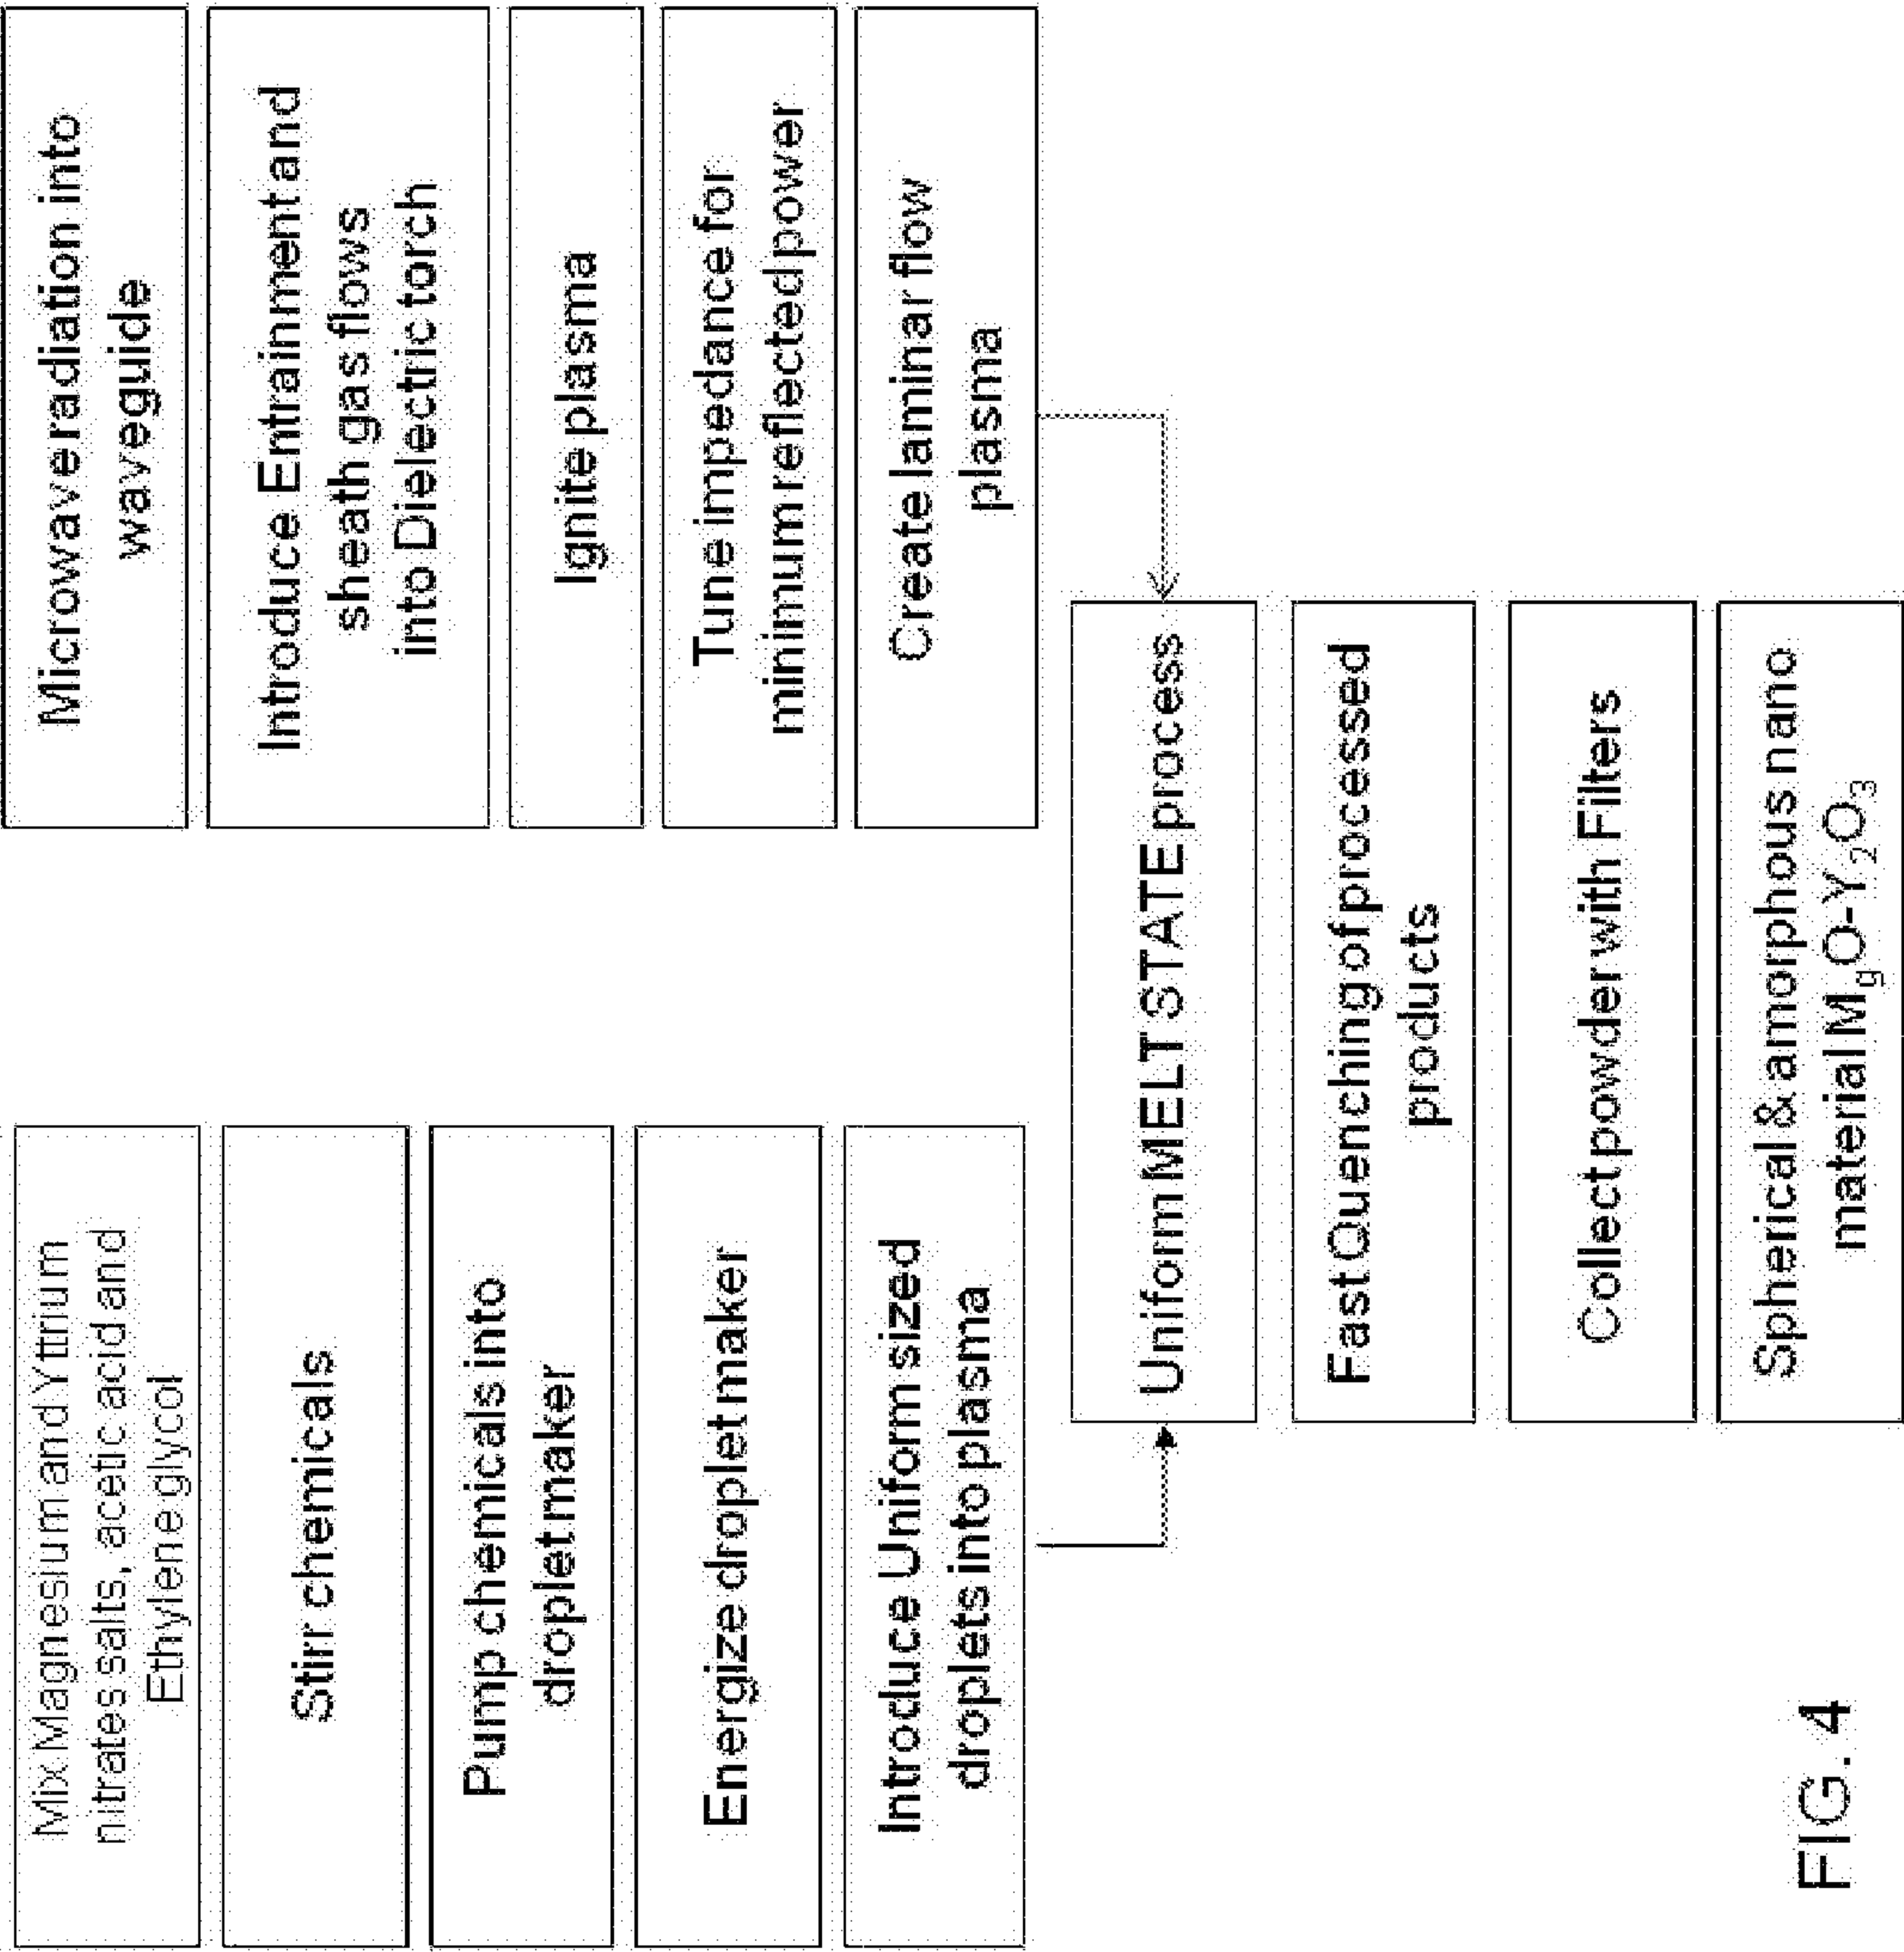 Mix Magnesium and Yttrium
nitrates salts, acetic acid and
Ethylene glycol
Stirr chemicals
Pump chemicals into
droplet maker
Energize droplet maker
Introduce Uniform sized
droplets into plasma
Microwave radiation into
waveguide
Introduce Entrainment and
sheath gas flows
into Dielectric torch
Ignite plasma
Tune impedance for
minimum reflected power
Create laminar flow
plasma
Uniform MELT STATE process
Fast Quenching of processed
products
Collect powder with Filters
Spherical & amorphous nano
material MgO-Y2O3
FIG. 4